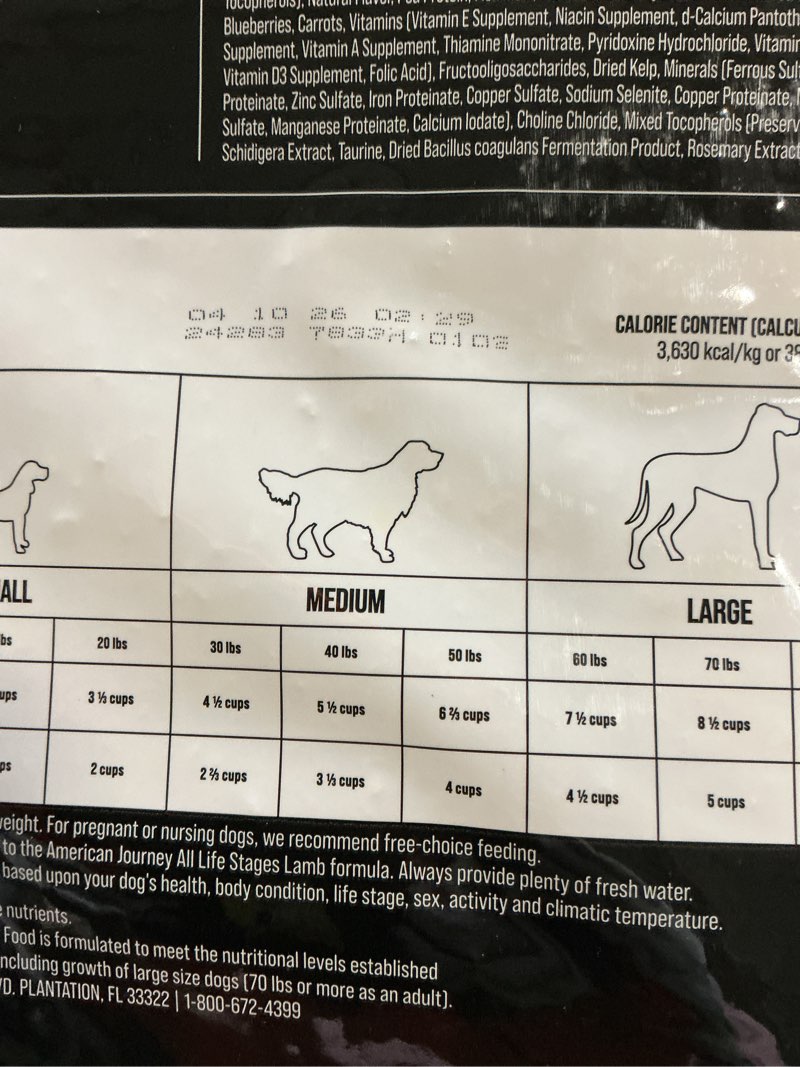 tocopherols), Natural Flavor,
Blueberries, Carrots, Vitamins (Vitamin E Supplement, Niacin Supplement, d-Calcium Pantoth
Supplement, Vitamin A Supplement, Thiamine Mononitrate, Pyridoxine Hydrochloride, Vitamin
Vitamin D3 Supplement, Folic Acid), Fructooligosaccharides, Dried Kelp, Minerals (Ferrous Sul
Proteinate, Zinc Sulfate, Iron Proteinate, Copper Sulfate, Sodium Selenite, Copper Proteinate,
Sulfate, Manganese Proteinate, Calcium Iodate), Choline Chloride, Mixed Tocopherols (Preserv
Schidigera Extract, Taurine, Dried Bacillus coagulans Fermentation Product, Rosemary Extract
04 10 26 02:29
24283 0102
CALORIE CONTENT (CALCU
3,630 kcal/kg or 
ALL MEDIUM LARGE
bs 20 lbs 30 lbs 40 lbs 50 lbs 60 lbs 70 lbs
ups 3 ⅓ cups 4 ½ cups 5 ½ cups 6 ⅔ cups 7 ½ cups 8 ½ cups
ps 2 cups 2 ⅔ cups 3 ⅓ cups 4 cups 4 ½ cups 5 cups
eight. For pregnant or nursing dogs, we recommend free-choice feeding.
to the American Journey All Life Stages Lamb formula. Always provide plenty of fresh water.
based upon your dog's health, body condition, life stage, sex, activity and climatic temperature.
nutrients.
Food is formulated to meet the nutritional levels established
ncluding growth of large size dogs (70 lbs or more as an adult).
D. PLANTATION, FL 33322 | 1-800-672-4399